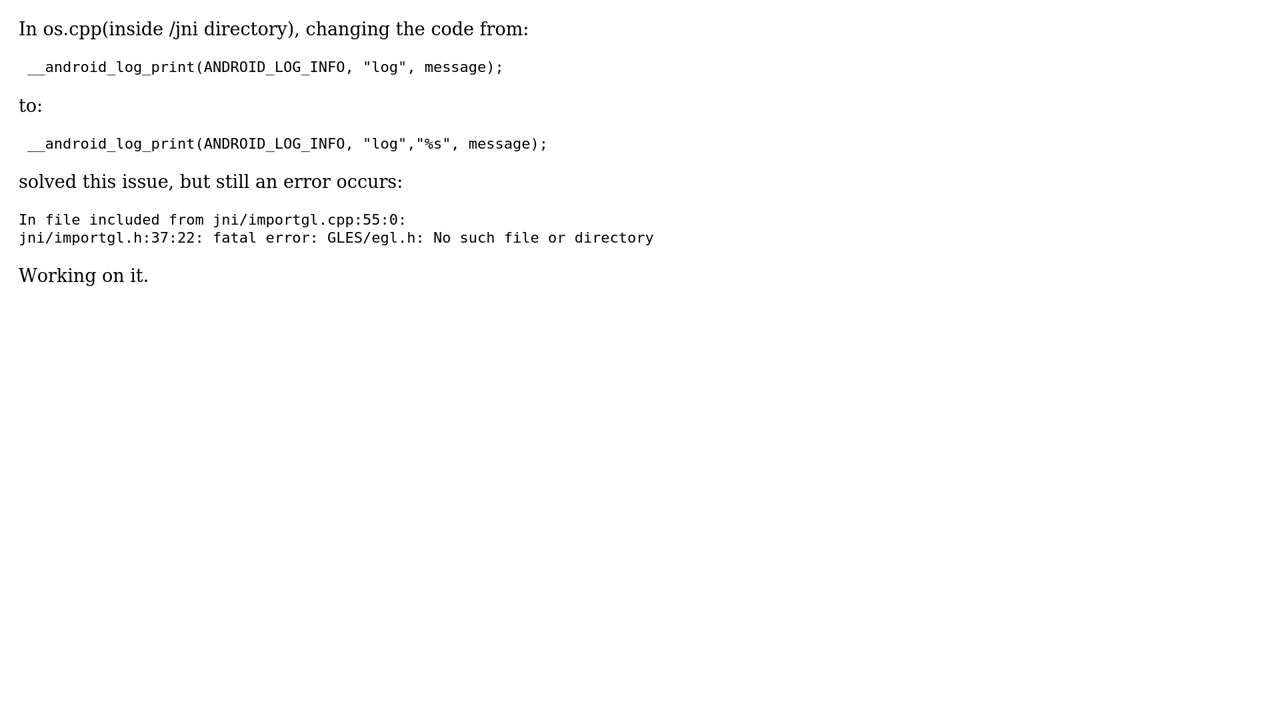 In os.cpp(inside /jni directory), changing the code from:
__android_log_print(ANDROID_LOG_INFO, "log", message);
to:
__android_log_print(ANDROID_LOG_INFO, "log","%s", message);
solved this issue, but still an error occurs:
In file included from jni/importgl.cpp:55:0:
jni/importgl.h:37:22: fatal error: GLES/egl.h: No such file or directory
Working on it.